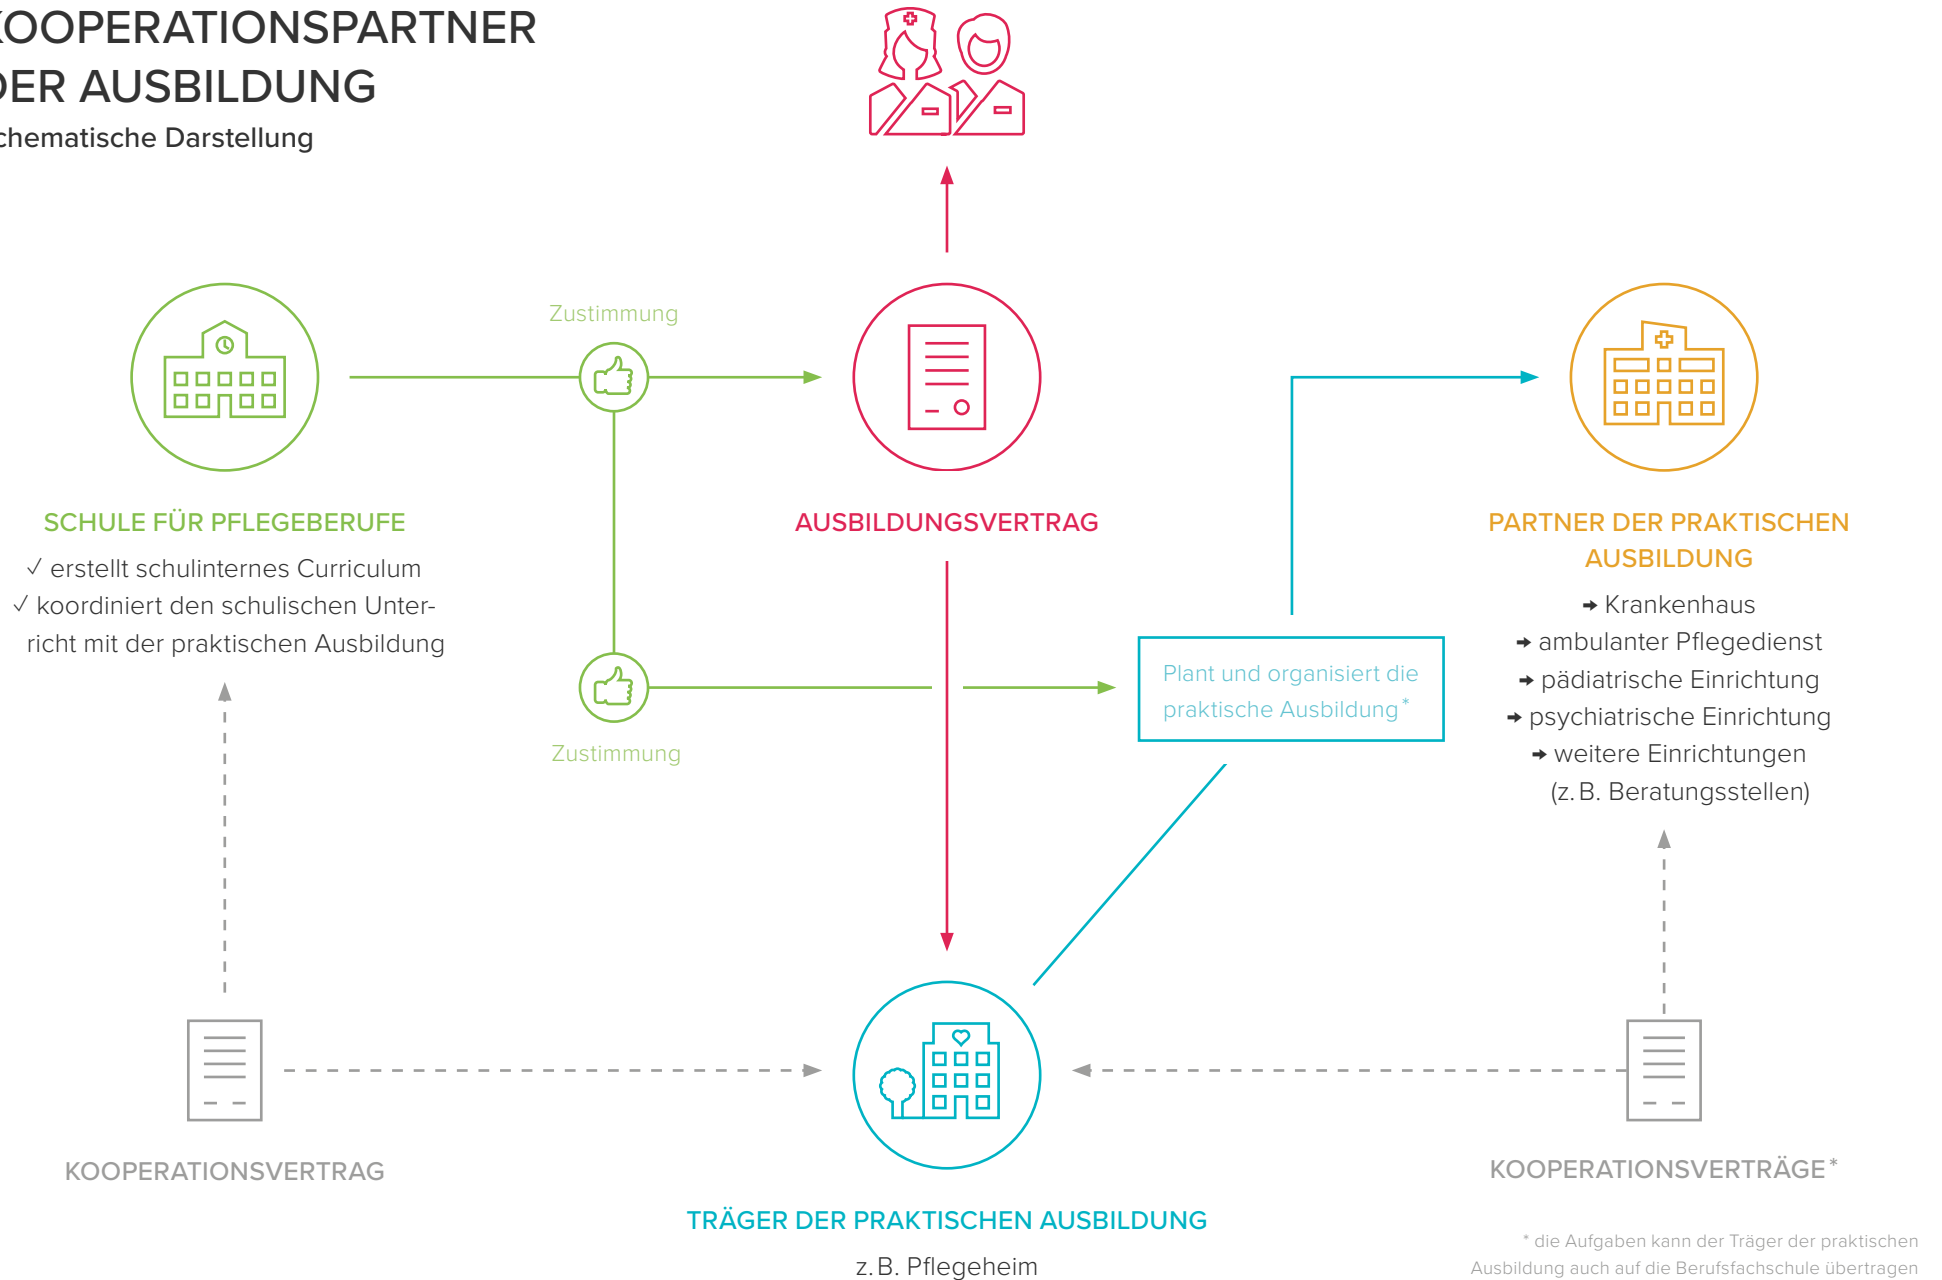 KOOPERATIONSPARTNER
DER AUSBILDUNG
chematische Darstellung
Zustimmung
SCHULE FÜR PFLEGEBERUFE
✓ erstellt schulinternes Curriculum
✓ koordiniert den schulischen Unter-
richt mit der praktischen Ausbildung
AUSBILDUNGSVERTRAG
PARTNER DER PRAKTISCHEN
AUSBILDUNG
➔ Krankenhaus
➔ ambulanter Pflegedienst
➔ pädiatrische Einrichtung
➔ psychiatrische Einrichtung
➔ weitere Einrichtungen
(z. B. Beratungsstellen)
Plant und organisiert die
praktische Ausbildung*
Zustimmung
KOOPERATIONSVERTRAG
KOOPERATIONSVERTRÄGE*
TRÄGER DER PRAKTISCHEN AUSBILDUNG
z. B. Pflegeheim
* die Aufgaben kann der Träger der praktischen
Ausbildung auch auf die Berufsfachschule übertragen